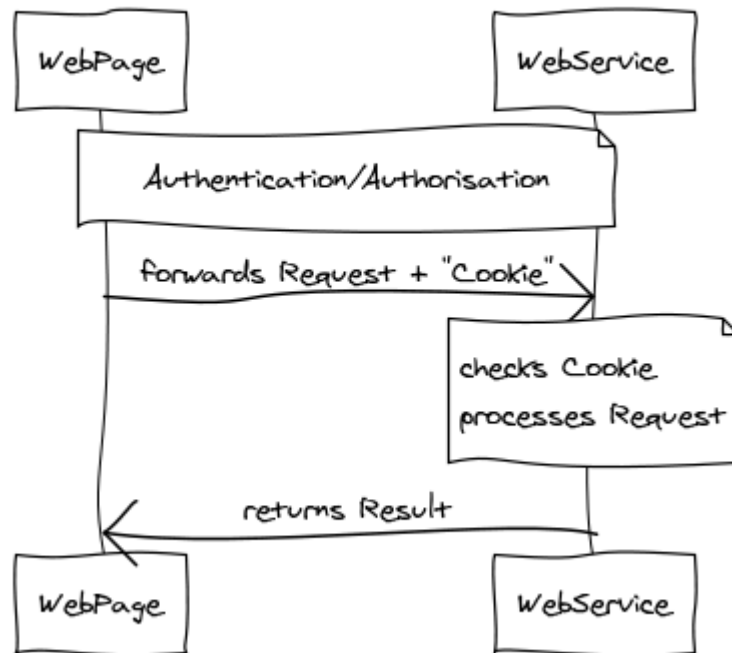 WebPage
WebService
Authentication/Authorisation
forwards Request + "Cookie"
checks Cookie
processes Request
returns Result
WebPage
WebService